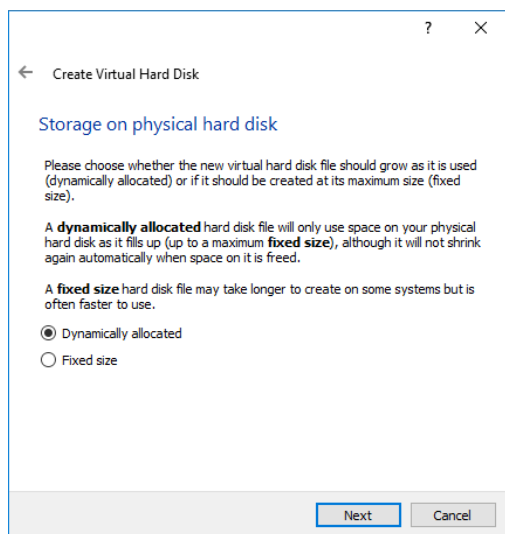 ?
Create Virtual Hard Disk
Storage on physical hard disk
Please choose whether the new virtual hard disk file should grow as it is used
(dynamically allocated) or if it should be created at its maximum size (fixed
size).
A dynamically allocated hard disk file will only use space on your physical
hard disk as it fills up (up to a maximum fixed size), although it will not shrink
again automatically when space on it is freed.
A fixed size hard disk file may take longer to create on some systems but is
often faster to use.
Dynamically allocated
Fixed size
Next Cancel